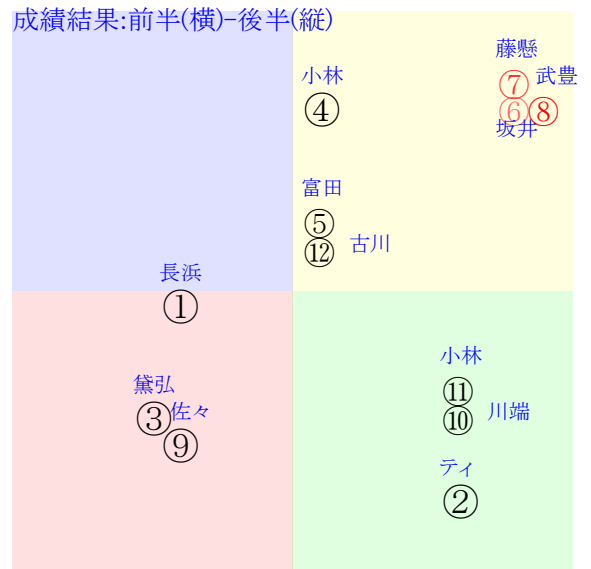 成績結果:前半(横)-後半(縦)
藤懸
小林
武豊
⑦
④
⑥⑧
坂井
富田
⑤
⑫
古川
長浜
①
小林
黛弘
⑪
佐々
川端
③
⑩
⑨
ティ
②